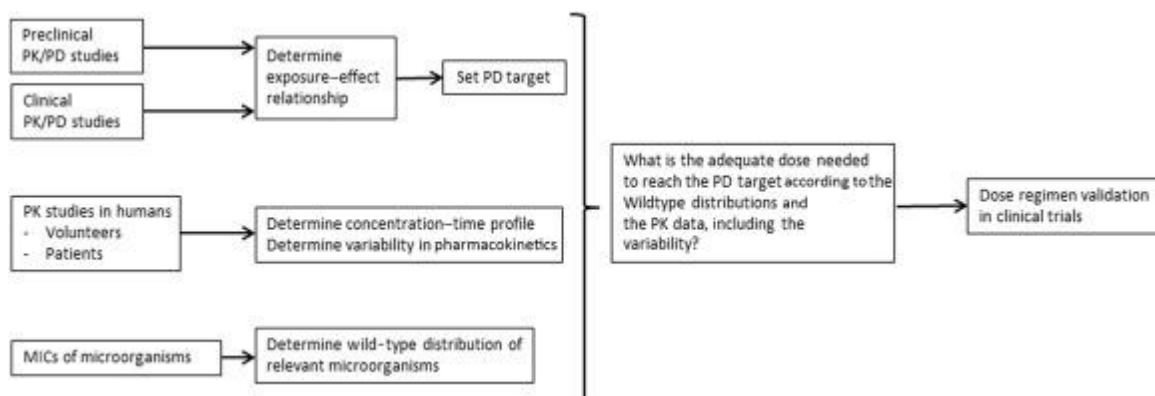 Preclinical
PK/PD studies
Clinical
PK/PD studies
Determine
exposure–effect
relationship
Set PD target
PK studies in humans
- Volunteers
- Patients
Determine concentration–time profile
Determine variability in pharmacokinetics
MICs of microorganisms
Determine wild-type distribution of
relevant microorganisms
What is the adequate dose needed
to reach the PD target according to the
Wildtype distributions and
the PK data, including the
variability?
Dose regimen validation
in clinical trials